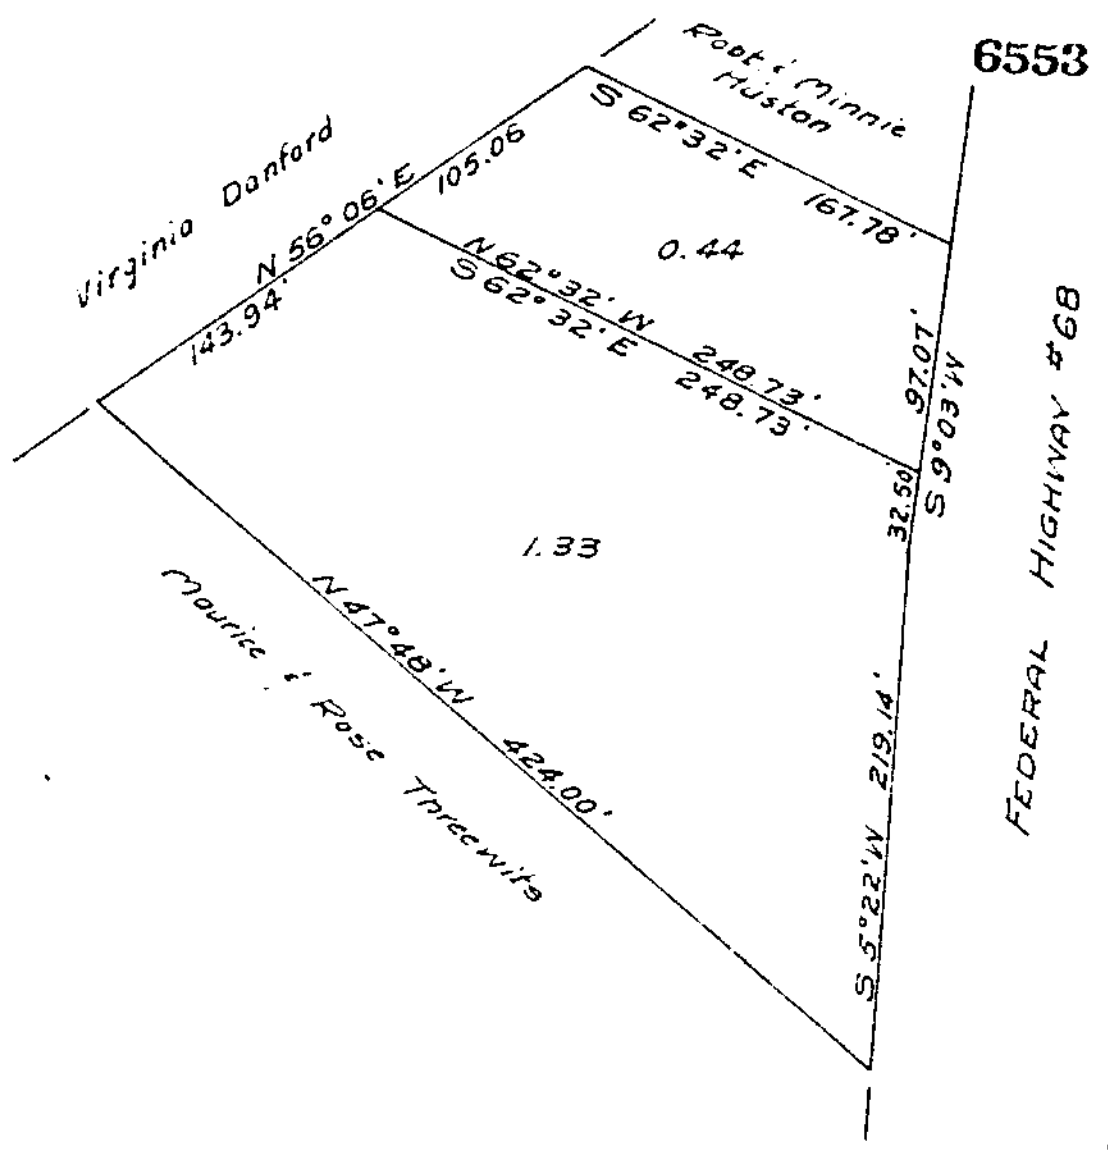 6553
Robt & Minnie
Huston
S 62°32' E 167.78'
Virginia Danford
N 56°06' E
105.06
143.94'
0.44
N 62°32' W 248.73'
S 62°32' E 248.73'
97.07'
S 9°03' W
32.50
1.33
FEDERAL HIGHWAY #68
S 5°22' W 219.14'
N 47°48' W 424.00'
Maurice & Rose Threewits